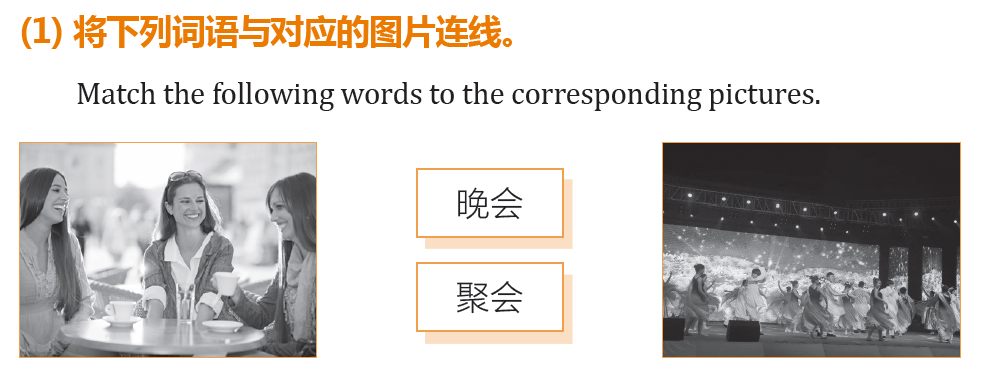 (1) 将下列词语与对应的图片连线。
Match the following words to the corresponding pictures.
晚会
聚会